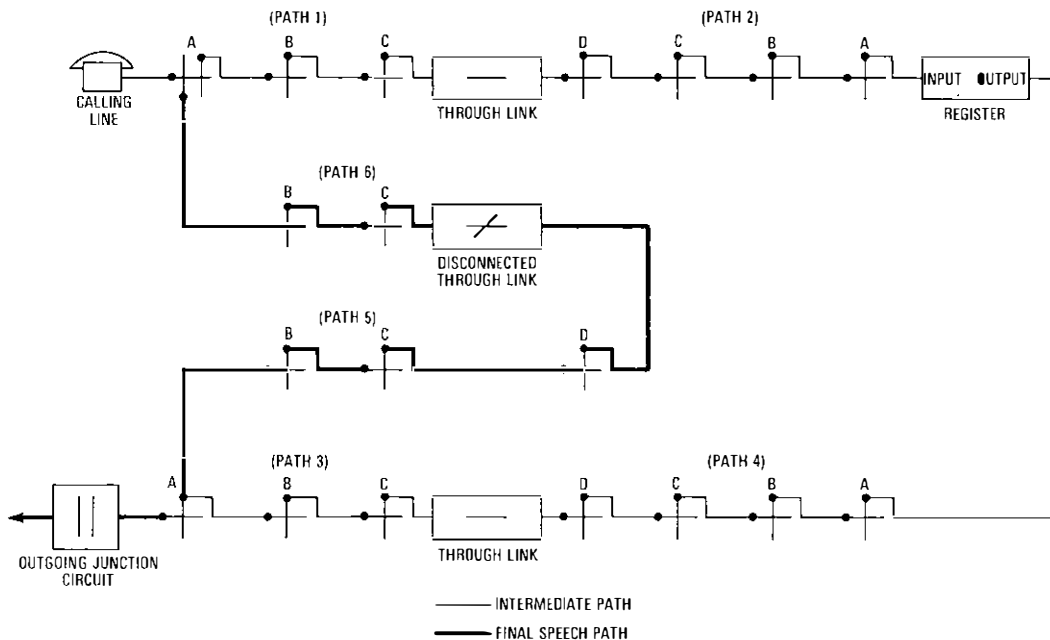 (PATH 1)
(PATH 2)
A B C D C B A
CALLING
LINE
THROUGH LINK
INPUT OUTPUT
REGISTER
(PATH 6)
B C
DISCONNECTED
THROUGH LINK
(PATH 5)
B C D
(PATH 3)
(PATH 4)
A B C D C B A
OUTGOING JUNCTION
CIRCUIT
THROUGH LINK
INTERMEDIATE PATH
FINAL SPEECH PATH